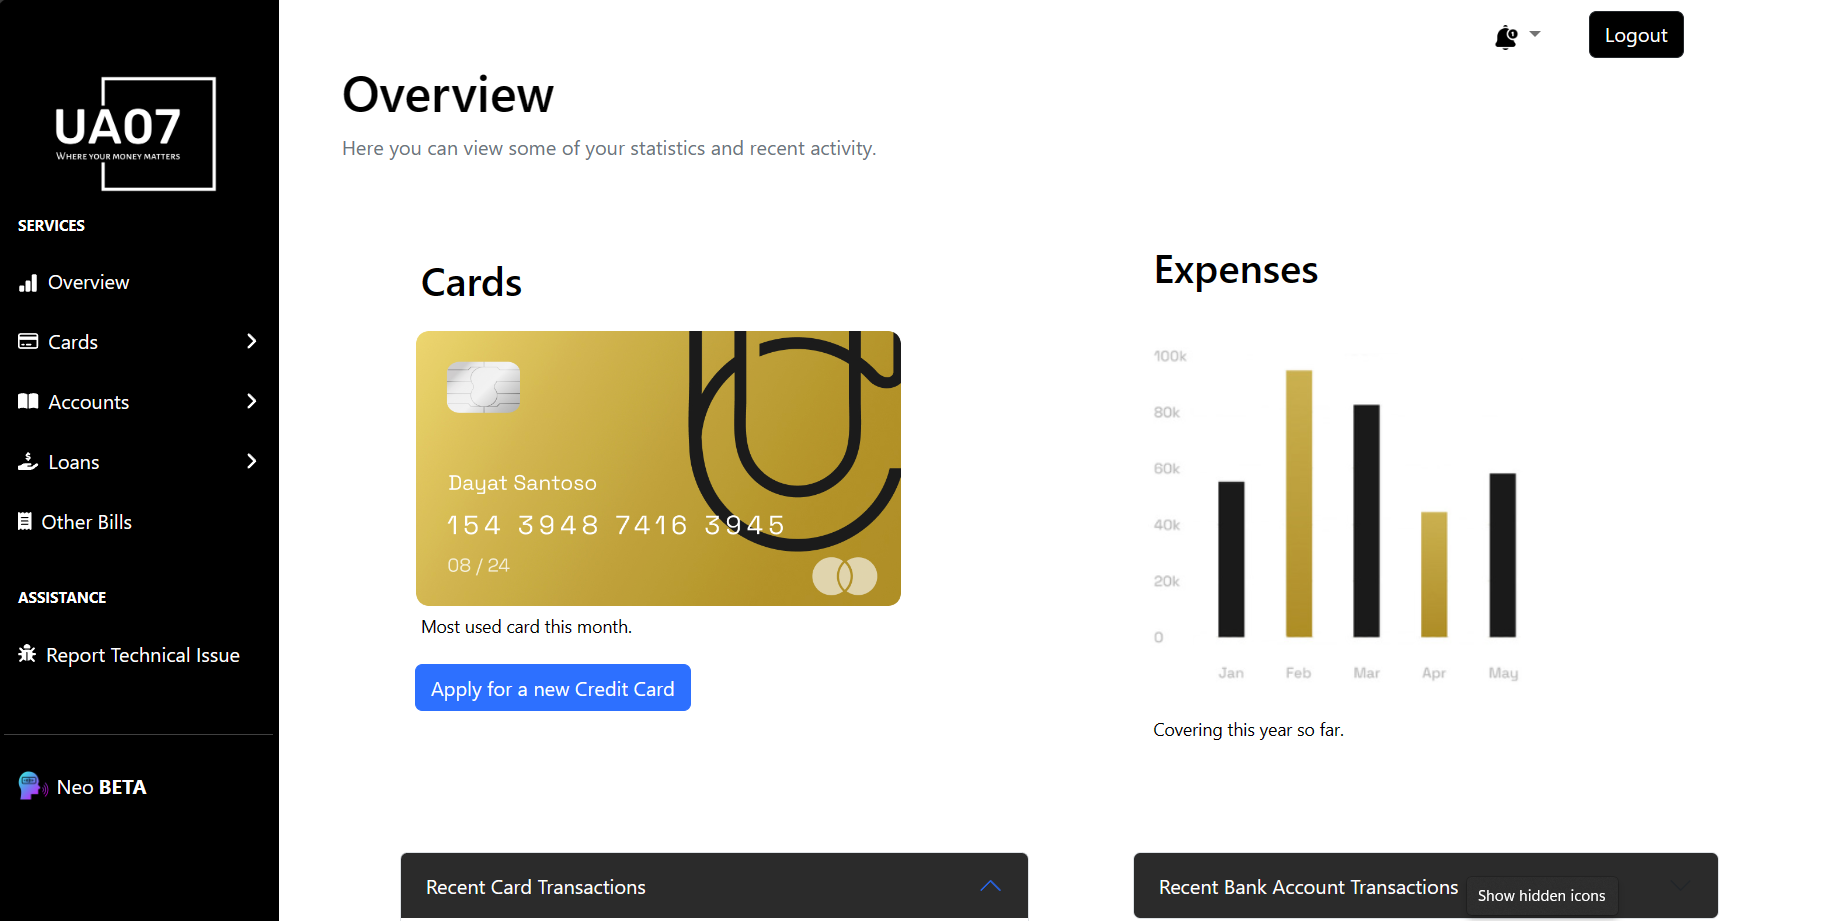 Logout
UA07
WHERE YOUR MONEY MATTERS
SERVICES
Overview
Cards
Accounts
Loans
Other Bills
ASSISTANCE
Report Technical Issue
Neo BETA
Overview
Here you can view some of your statistics and recent activity.
Cards
Dayat Santoso
154 3948 7416 3945
08 / 24
Most used card this month.
Apply for a new Credit Card
Expenses
100k
80k
60k
40k
20k
0
Jan Feb Mar Apr May
Covering this year so far.
Recent Card Transactions
Recent Bank Account Transactions
Show hidden icons